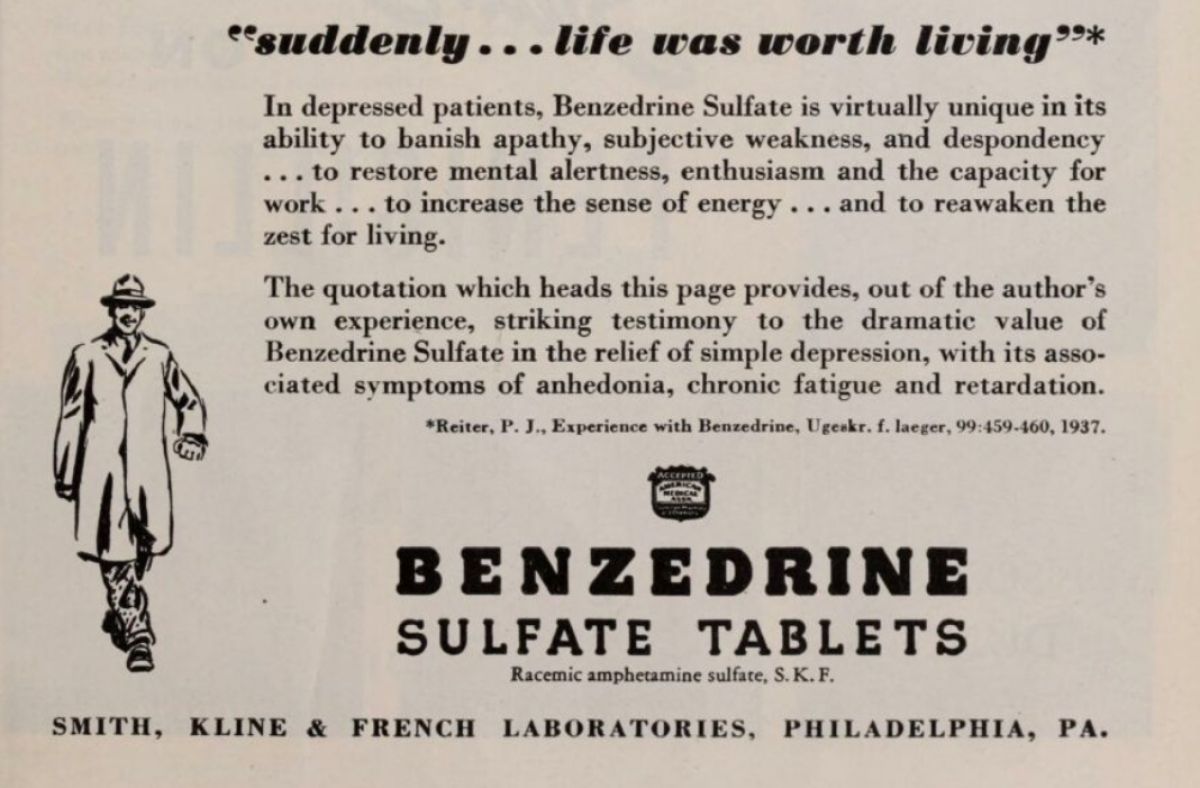 “suddenly... life was worth living”*
In depressed patients, Benzedrine Sulfate is virtually unique in its
ability to banish apathy, subjective weakness, and despondency
... to restore mental alertness, enthusiasm and the capacity for
work ... to increase the sense of energy ... and to reawaken the
zest for living.
The quotation which heads this page provides, out of the author’s
own experience, striking testimony to the dramatic value of
Benzedrine Sulfate in the relief of simple depression, with its asso-
ciated symptoms of anhedonia, chronic fatigue and retardation.
*Reiter, P. J., Experience with Benzedrine, Ugeskr. f. laeger, 99:459-460, 1937.
ACCEPTED
AMERICAN
MEDICAL
ASSN.
BENZEDRINE
SULFATE TABLETS
Racemic amphetamine sulfate, S. K. F.
SMITH, KLINE & FRENCH LABORATORIES, PHILADELPHIA, PA.